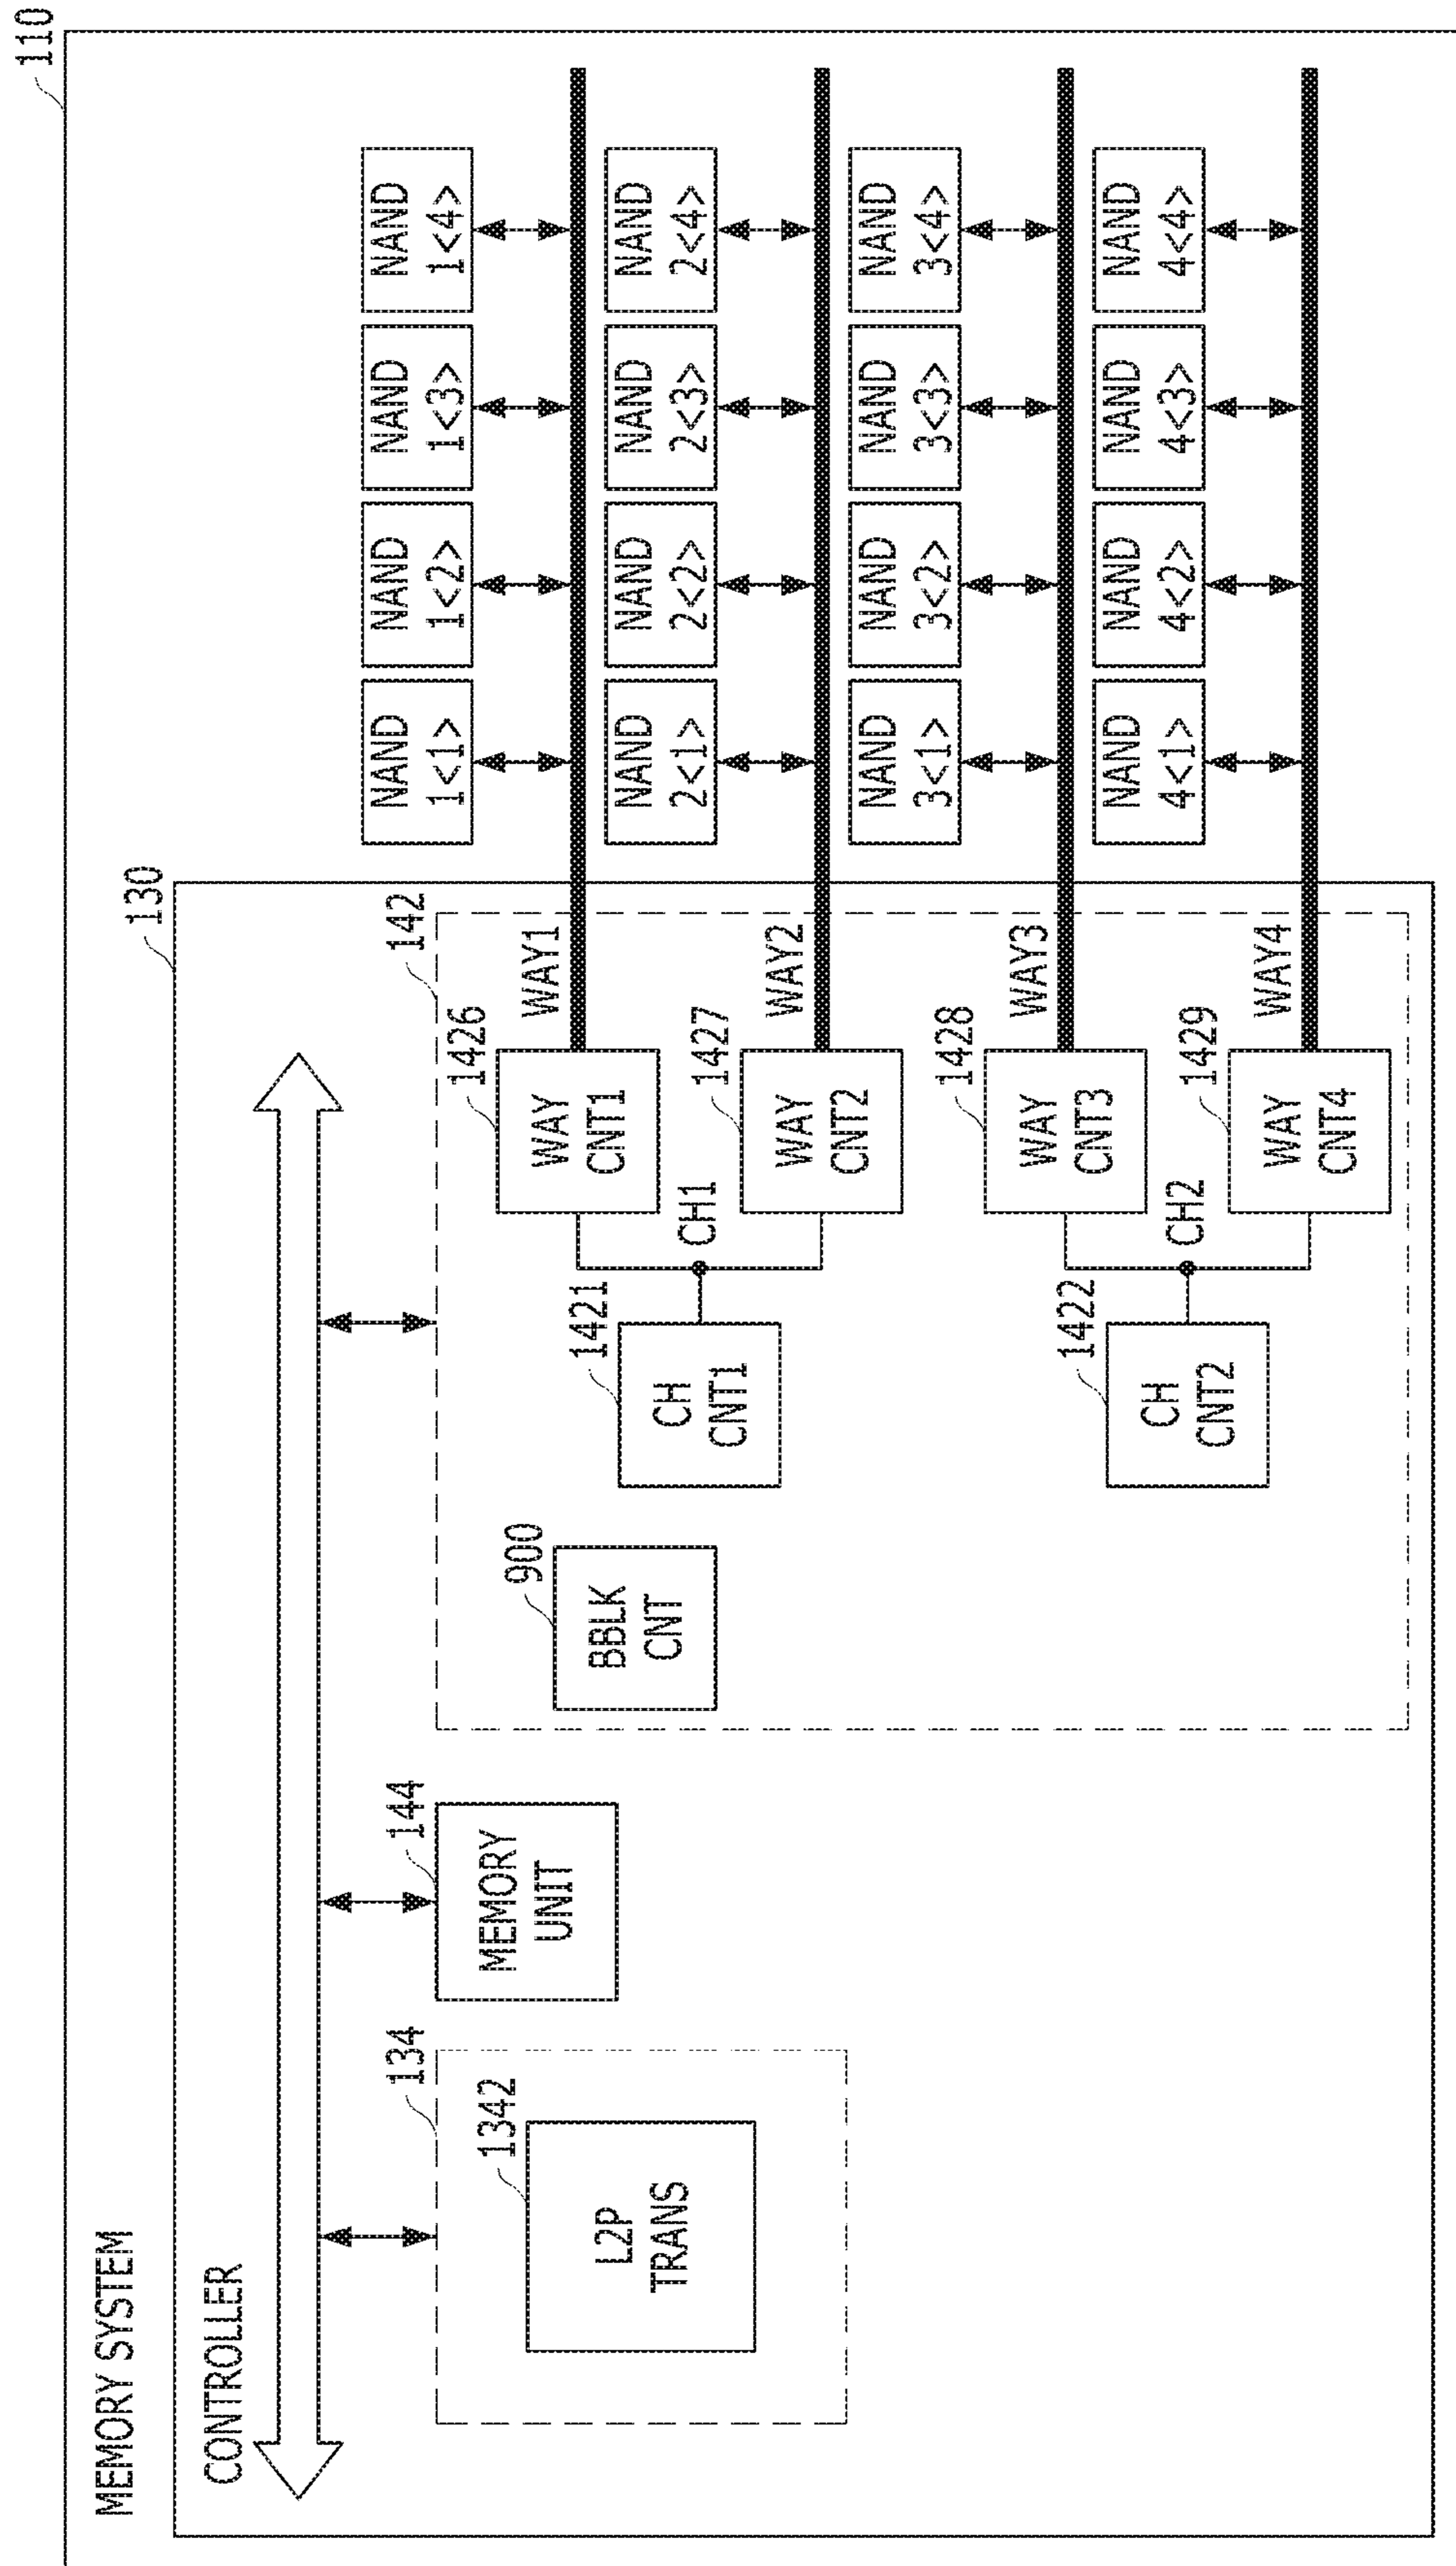 110
MEMORY SYSTEM
130
CONTROLLER
134
1342
L2P
TRANS
144
MEMORY
UNIT
142
900
BBLK
CNT
1421
CH
CNT1
CH1
1422
CH
CNT2
CH2
1426
WAY
CNT1
WAY1
1427
WAY
CNT2
WAY2
1428
WAY
CNT3
WAY3
1429
WAY
CNT4
WAY4
NAND
1<1>
NAND
1<2>
NAND
1<3>
NAND
1<4>
NAND
2<1>
NAND
2<2>
NAND
2<3>
NAND
2<4>
NAND
3<1>
NAND
3<2>
NAND
3<3>
NAND
3<4>
NAND
4<1>
NAND
4<2>
NAND
4<3>
NAND
4<4>